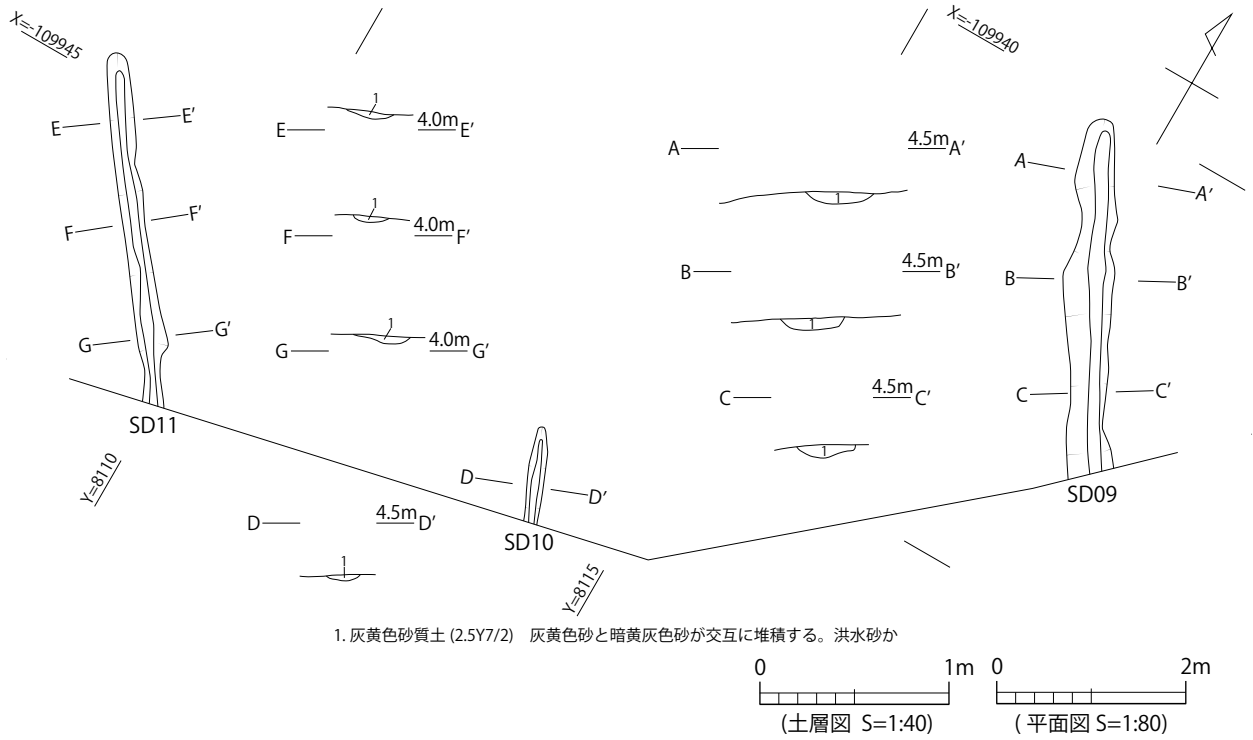 X=-109945
X=-109940
E E′
1
E 4.0m E′
A 4.5m A′
A A′
F F′
1
F 4.0m F′
1
B 4.5m B′
B B′
G G′
1
G 4.0m G′
1
C 4.5m C′
C C′
SD11
1
Y=8110
D D′
SD09
D 4.5m D′
SD10
1
Y=8115
1. 灰黄色砂質土 (2.5Y7/2) 灰黄色砂と暗黄灰色砂が交互に堆積する。洪水砂か
0 1m
0 2m
(土層図 S=1:40)
( 平面図 S=1:80)